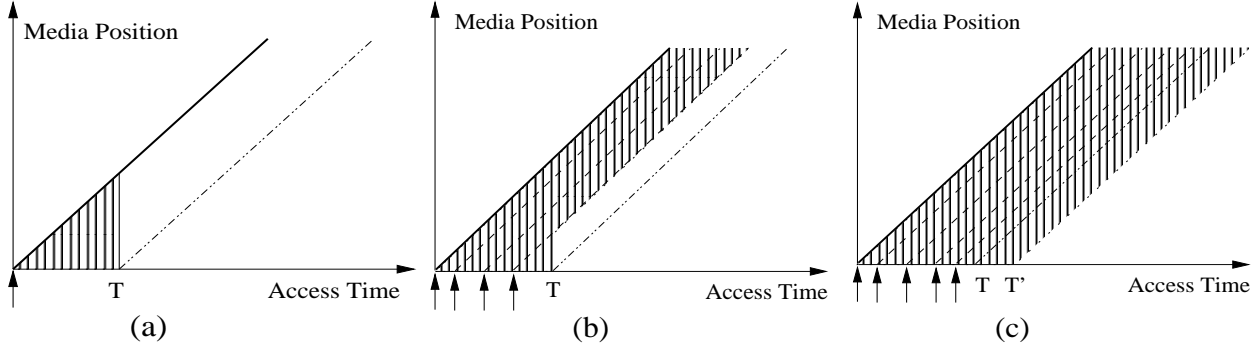 Media Position
T
Access Time
(a)
Media Position
T
Access Time
(b)
Media Position
T
T'
Access Time
(c)